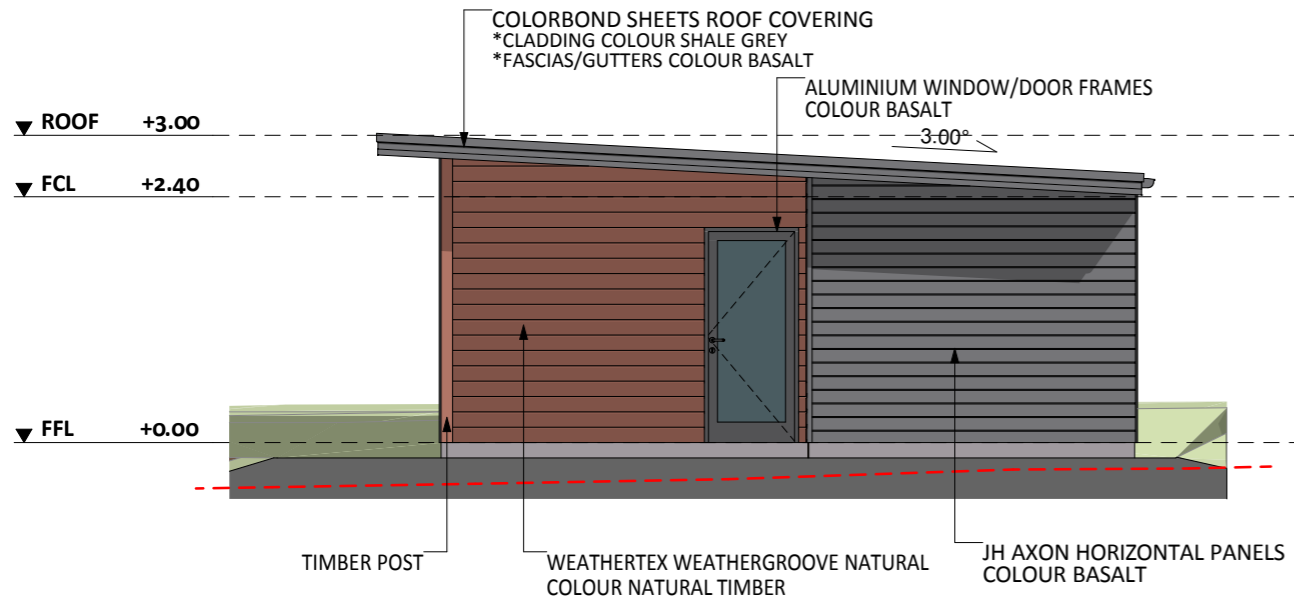 COLORBOND SHEETS ROOF COVERING
*CLADDING COLOUR SHALE GREY
*FASCIAS/GUTTERS COLOUR BASALT
ALUMINIUM WINDOW/DOOR FRAMES
COLOUR BASALT
ROOF +3.00
3.00°
FCL +2.40
FFL +0.00
TIMBER POST
WEATHERTEX WEATHERGROOVE NATURAL
COLOUR NATURAL TIMBER
JH AXON HORIZONTAL PANELS
COLOUR BASALT